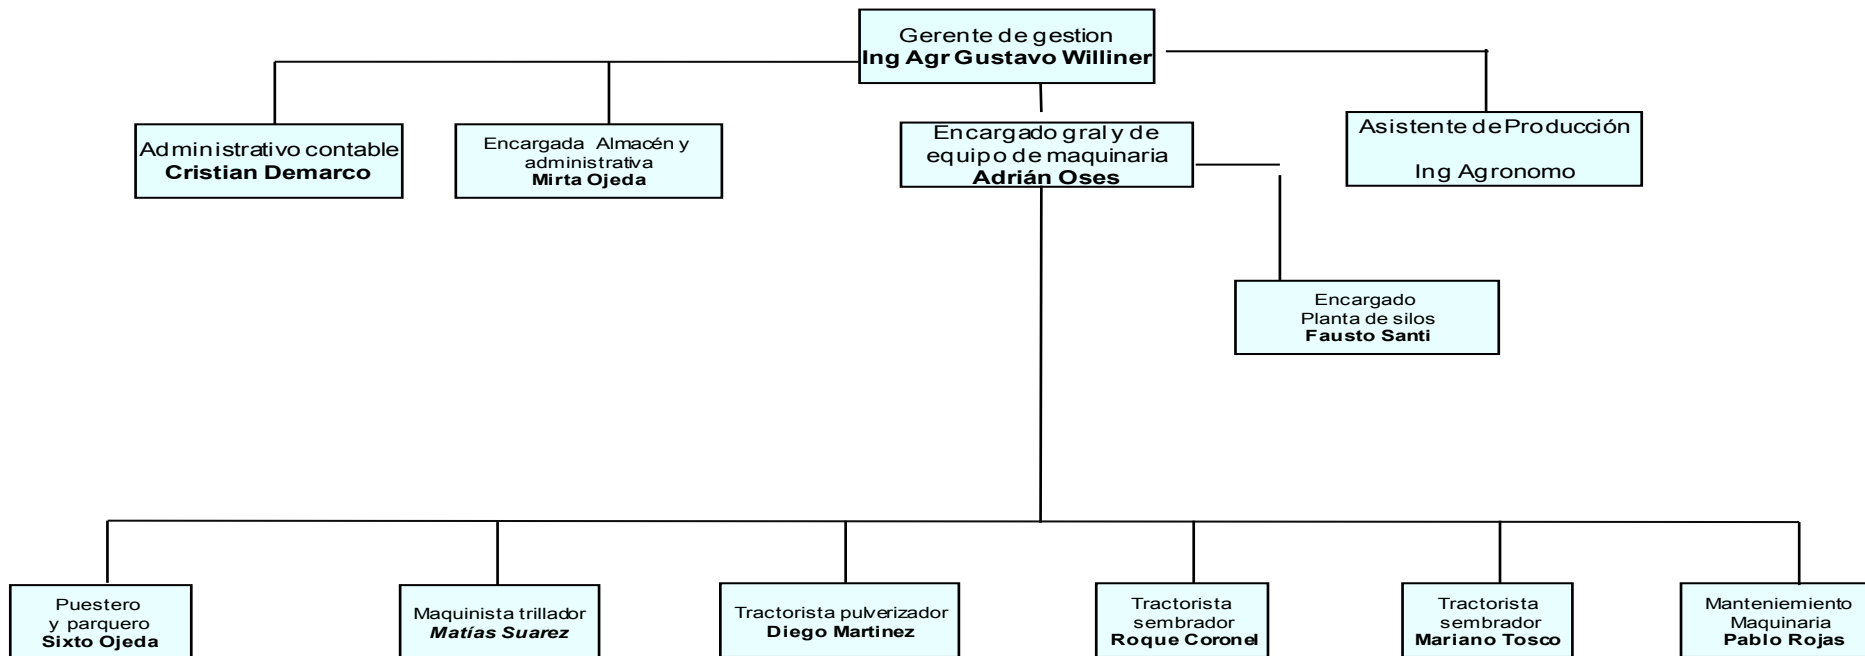 Gerente de gestion
Ing Agr Gustavo Williner
Administrativo contable
Cristian Demarco
Encargada Almacén y
administrativa
Mirta Ojeda
Encargado gral y de
equipo de maquinaria
Adrián Oses
Asistente de Producción
Ing Agronomo
Encargado
Planta de silos
Fausto Santi
Puestero
y parquero
Sixto Ojeda
Maquinista trillador
Matías Suarez
Tractorista pulverizador
Diego Martinez
Tractorista
sembrador
Roque Coronel
Tractorista
sembrador
Mariano Tosco
Manteniemiento
Maquinaria
Pablo Rojas